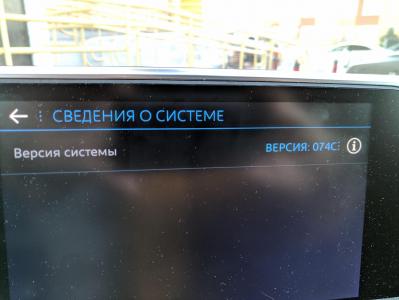 СВЕДЕНИЯ О СИСТЕМЕ
Версия системы ВЕРСИЯ: 074C